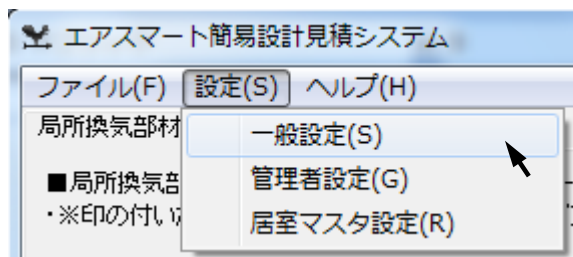 エアスマート簡易設計見積システム
ファイル(F) 設定(S) ヘルプ(H)
局所換気部材
一般設定(S)
■局所換気部
管理者設定(G)
・※印の付い
居室マスタ設定(R)